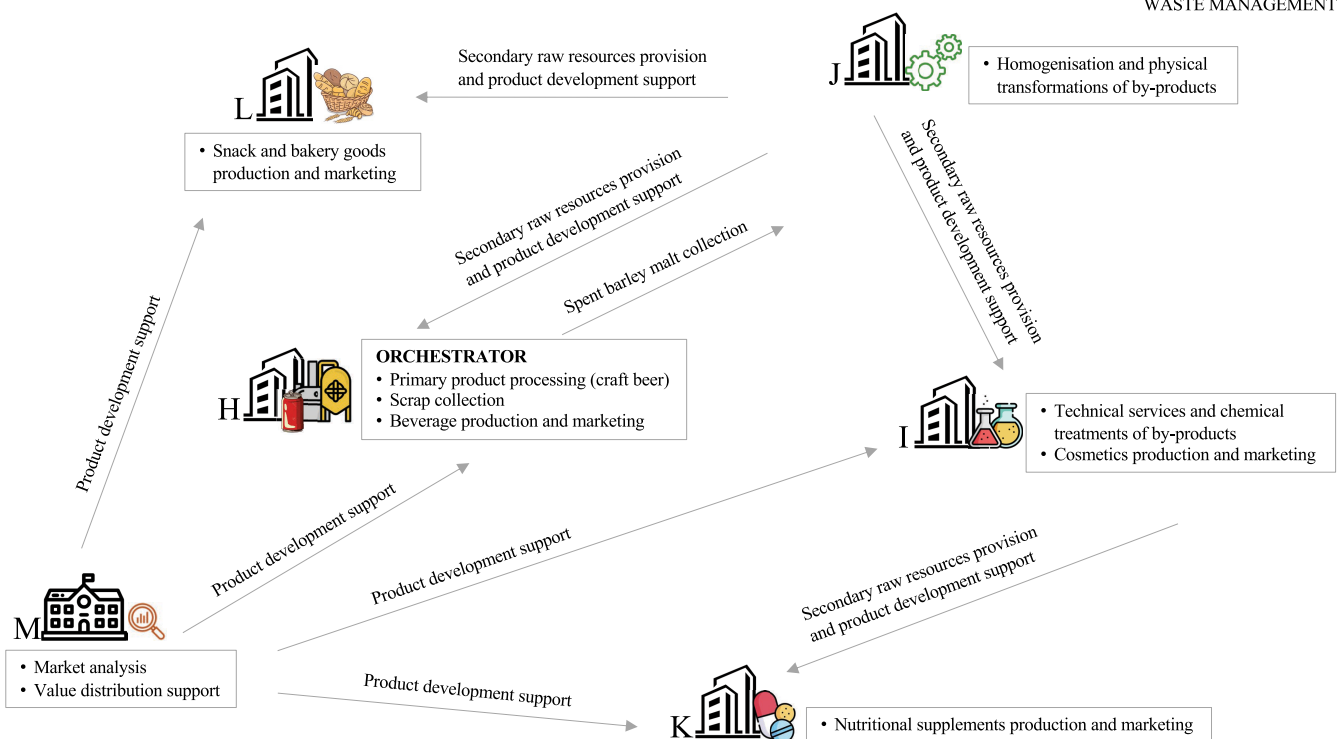 WASTE MANAGEMENT
Secondary raw resources provision
and product development support
J
• Homogenisation and physical
transformations of by-products
L
• Snack and bakery goods
production and marketing
Secondary raw resources provision
and product development support
Spent barley malt collection
Secondary raw resources provision
and product development support
Product development support
H
ORCHESTRATOR
• Primary product processing (craft beer)
• Scrap collection
• Beverage production and marketing
I
• Technical services and chemical
treatments of by-products
• Cosmetics production and marketing
Product development support
Product development support
Secondary raw resources provision
and product development support
M
• Market analysis
• Value distribution support
Product development support
K
• Nutritional supplements production and marketing